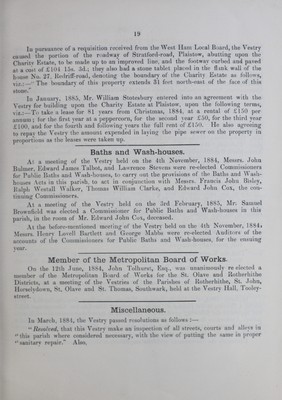 19
In pursuance of a requisition received from the West Ham Local Board, the Vestry
caused the portion of the roadway of Stratford-road, Plaistow, abutting upon the
Charity Estate, to be made up to an improved line, and the footway curbed and paved
at a cost of £104 15s. 3d.; they also had a stone tablet placed in the flank wall of the
house No. 27, Redriff-road, denoting the boundary of the Charity Estate as follows,
viz.:—"The boundary of this property extends 31 feet north-east of the face of this
stone."
In January, 1885, Mr. William Stutesbury entered into an agreement with the
Vestry for building upon the Charity Estate at Plaistow, upon the following terms,
viz.:—To take a lease for 81 years from Christmas, 1884, at a rental of £150 per
annum; for the first year at a peppercorn, for the second year £50, for the third year
£100, and for the fourth and following years the full rent of £150. He also agreeing
to repay the Vestry the amount expended in laying the pipe sewer on the property in
proportions as the leases were taken up.
Baths and Wash-houses.
At a meeting of the Vestry held on the 4th November, 1884, Messrs. John
Bulmer, Edward James Talbot, and Lawrence Stevens were re-elected Commissioners
for Public Baths and Wash-houses, to carry out the provisions of the Baths and Wash-
houses Acts in this parish, to act in conjunction with Messrs. Francis John Roley,
Ralph Westall Walker, Thomas William Clarke, and Edward John Cox, the con-
tinuing Commissioners.
At a meeting of the Vestry held on the 3rd February, 1885, Mr. Samuel
Brownfield was elected a Commissioner for Public Baths and Wash-houses in this
parish, in the room of Mr. Edward John Cox, deceased.
At the before-mentioned meeting of the Vestry held on the 4th November, 1884,
Messrs. Henry Lovell Bartlett and George Mabbs were re-elected Auditors of the
accounts of the Commissioners for Public Baths and Wash-houses, for the ensuing
year.
Member of the Metropolitan Board of Works.
On the 12th June, 1884, John Tolhurst, Esq., was unanimously re-elected a
member of the Metropolitan Board of Works for the St. Olave and Rotherhithe
Districts, at a meeting of the Vestries of the Parishes of Rotherhithe, St. John,
Horselydown, St. Olave and St. Thomas, Southwark, held at the Vestry Hall, Tooley-
street.
Miscellaneous.
In March, 1884, the Vestry passed resolutions as follows :—
"Resolved, that this Vestry make an inspection of all streets, courts and alleys in
"this parish where considered necessary, with the view of putting the same in proper
"sanitary repair." Also,